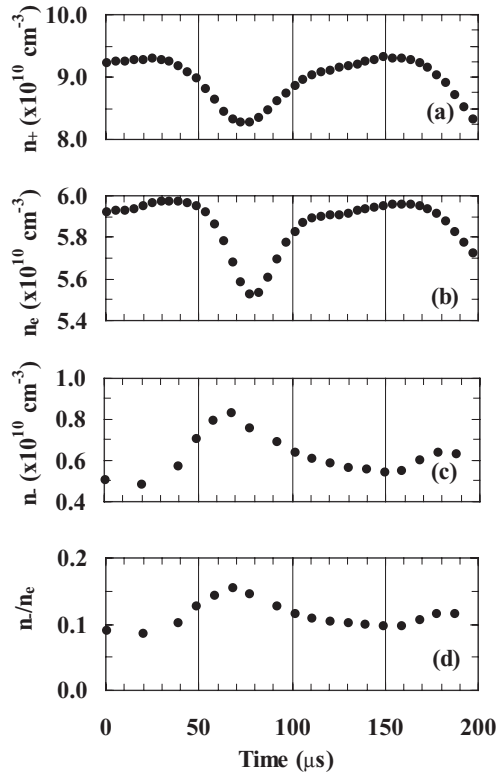 10.0
9.0
8.0
n+ (x10^10 cm^-3)
(a)
6.0
5.8
5.6
5.4
ne (x10^10 cm^-3)
(b)
1.0
0.8
0.6
0.4
n- (x10^10 cm^-3)
(c)
0.2
0.1
0.0
n-/ne
(d)
0 50 100 150 200
Time (μs)